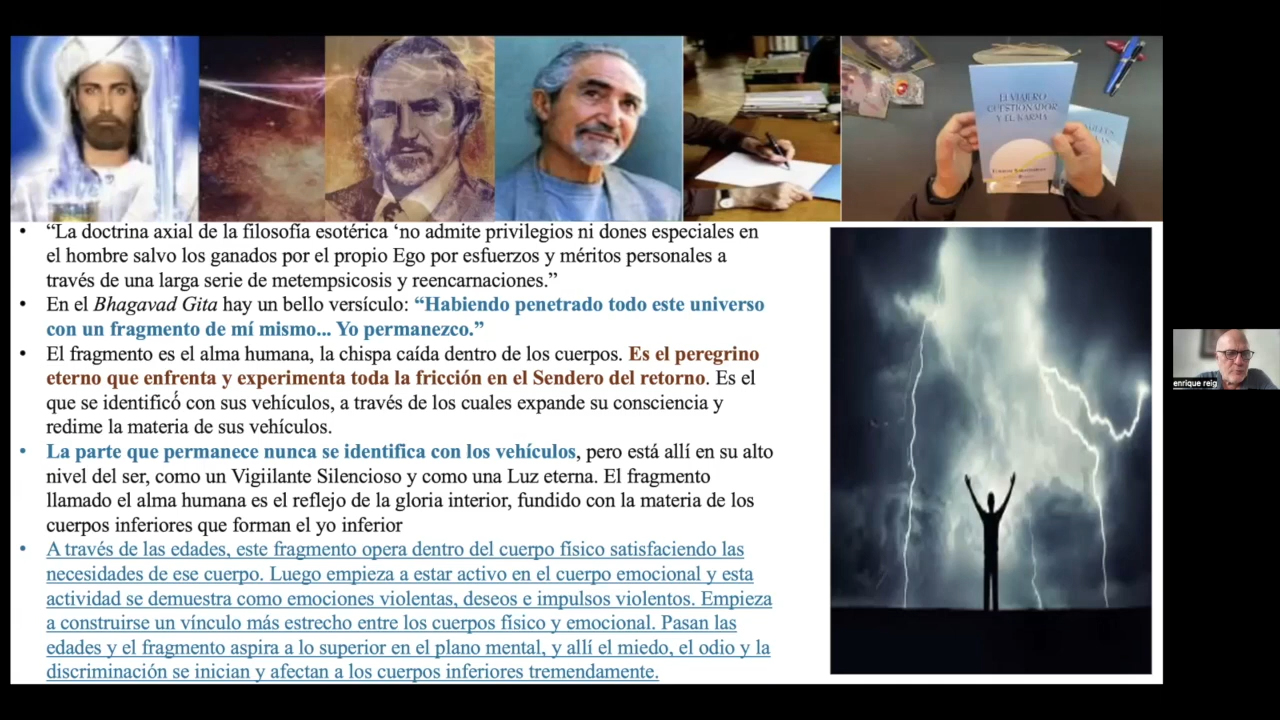 EL VIAJERO
CUESTIONADOR
Y EL KARMA
• “La doctrina axial de la filosofía esotérica ‘no admite privilegios ni dones especiales en
el hombre salvo los ganados por el propio Ego por esfuerzos y méritos personales a
través de una larga serie de metempsicosis y reencarnaciones.”
• En el Bhagavad Gita hay un bello versículo: “Habiendo penetrado todo este universo
con un fragmento de mí mismo... Yo permanezco.”
• El fragmento es el alma humana, la chispa caída dentro de los cuerpos. Es el peregrino
eterno que enfrenta y experimenta toda la fricción en el Sendero del retorno. Es el
que se identificó con sus vehículos, a través de los cuales expande su consciencia y
redime la materia de sus vehículos.
• La parte que permanece nunca se identifica con los vehículos, pero está allí en su alto
nivel del ser, como un Vigiilante Silencioso y como una Luz eterna. El fragmento
llamado el alma humana es el reflejo de la gloria interior, fundido con la materia de los
cuerpos inferiores que forman el yo inferior
• A través de las edades, este fragmento opera dentro del cuerpo físico satisfaciendo las
necesidades de ese cuerpo. Luego empieza a estar activo en el cuerpo emocional y esta
actividad se demuestra como emociones violentas, deseos e impulsos violentos. Empieza
a construirse un vínculo más estrecho entre los cuerpos físico y emocional. Pasan las
edades y el fragmento aspira a lo superior en el plano mental, y allí el miedo, el odio y la
discriminación se inician y afectan a los cuerpos inferiores tremendamente.
enrique reig